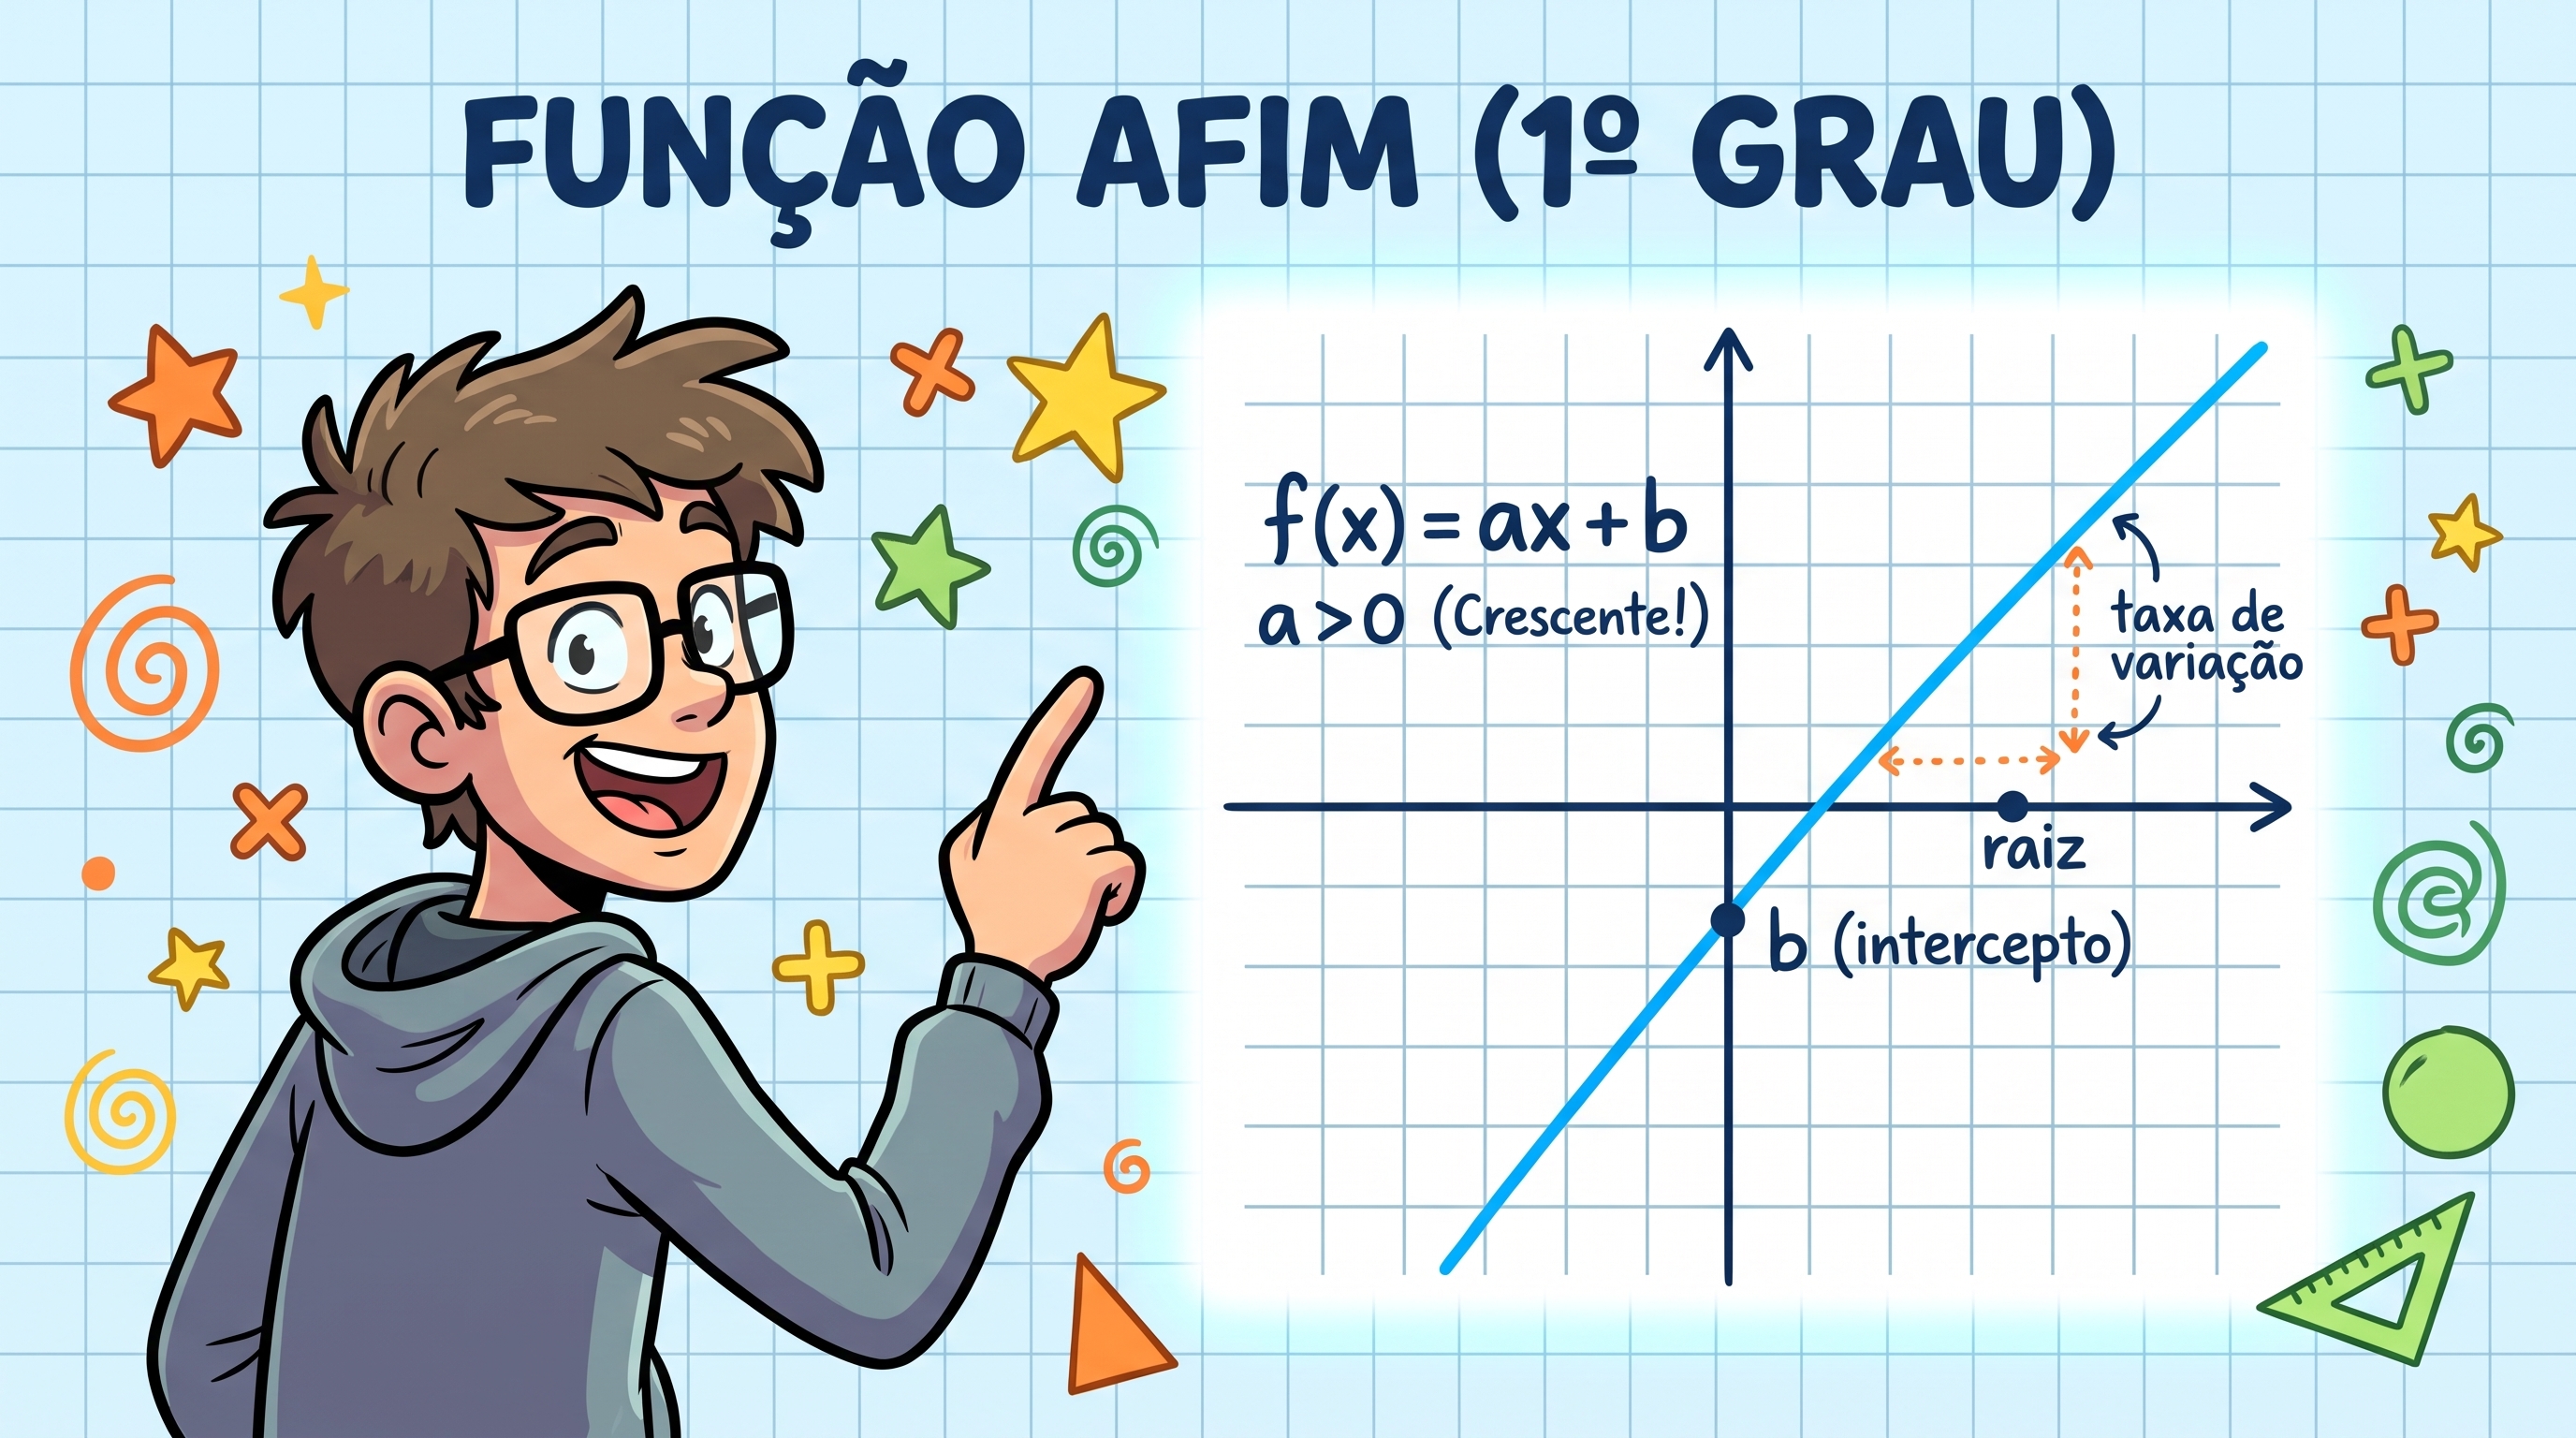 FUNÇÃO AFIM (1º GRAU)
f(x) = ax + b
a > 0 (Crescente!)
taxa de
variação
raiz
b (intercepto)